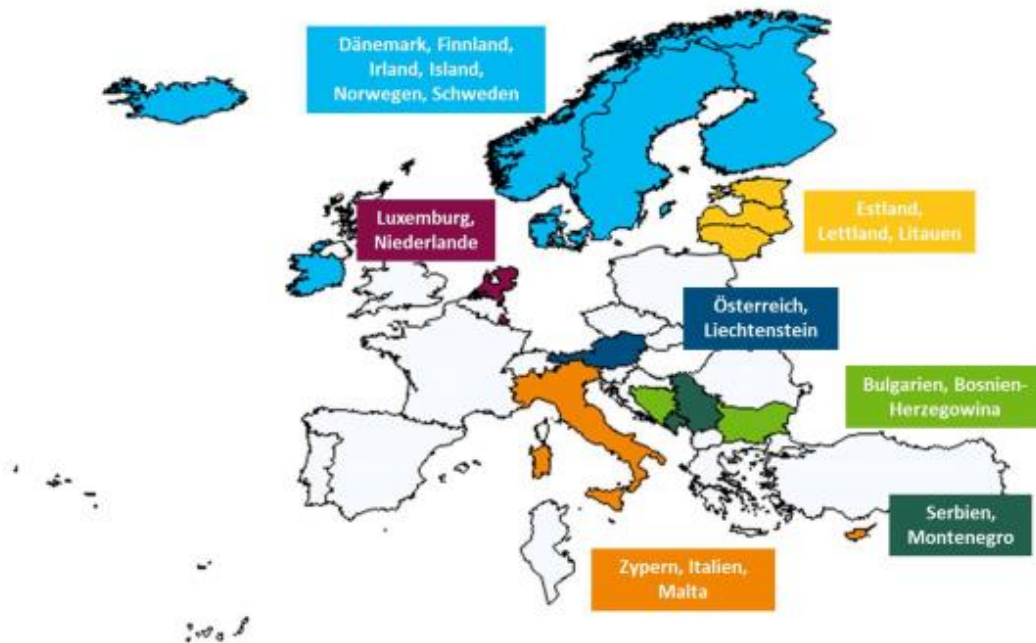 Dänemark, Finnland,
Irland, Island,
Norwegen, Schweden
Luxemburg,
Niederlande
Estland,
Lettland, Litauen
Österreich,
Liechtenstein
Bulgarien, Bosnien-
Herzegowina
Serbien,
Montenegro
Zypern, Italien,
Malta